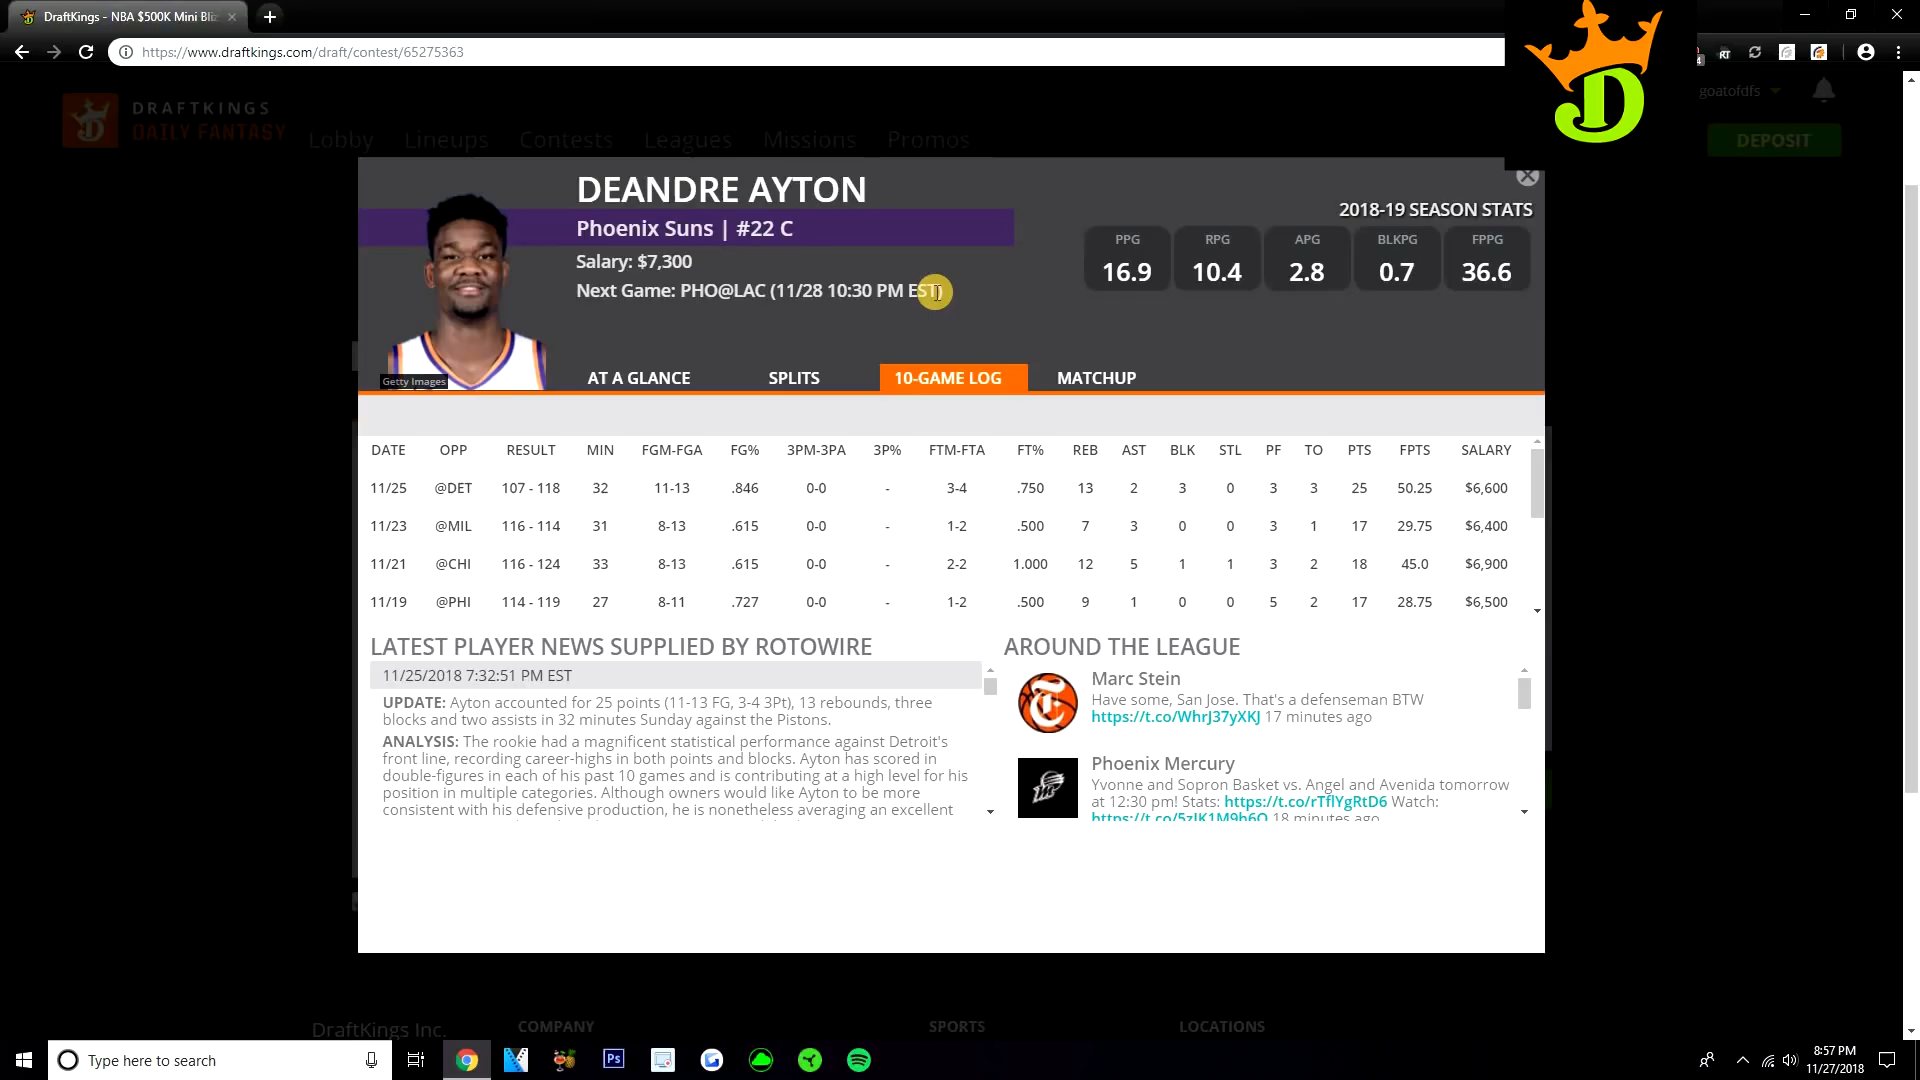 DraftKings - NBA $500K Mini Bli
https://www.draftkings.com/draft/contest/65275363
RT
goatofdfs
DRAFTKINGS
DAILY FANTASY
Lobby Lineups Contests Leagues Missions Promos
DEPOSIT
DEANDRE AYTON
Phoenix Suns | #22 C
Salary: $7,300
Next Game: PHO@LAC (11/28 10:30 PM EST)
Getty Images
2018-19 SEASON STATS
PPG RPG APG BLKPG FPPG
16.9 10.4 2.8 0.7 36.6
AT A GLANCE SPLITS 10-GAME LOG MATCHUP
DATE OPP RESULT MIN FGM-FGA FG% 3PM-3PA 3P% FTM-FTA FT% REB AST BLK STL PF TO PTS FPTS SALARY
11/25 @DET 107 - 118 32 11-13 .846 0-0 - 3-4 .750 13 2 3 0 3 3 25 50.25 $6,600
11/23 @MIL 116 - 114 31 8-13 .615 0-0 - 1-2 .500 7 3 0 0 3 1 17 29.75 $6,400
11/21 @CHI 116 - 124 33 8-13 .615 0-0 - 2-2 1.000 12 5 1 1 3 2 18 45.0 $6,900
11/19 @PHI 114 - 119 27 8-11 .727 0-0 - 1-2 .500 9 1 0 0 5 2 17 28.75 $6,500
LATEST PLAYER NEWS SUPPLIED BY ROTOWIRE
11/25/2018 7:32:51 PM EST
UPDATE: Ayton accounted for 25 points (11-13 FG, 3-4 3Pt), 13 rebounds, three
blocks and two assists in 32 minutes Sunday against the Pistons.
ANALYSIS: The rookie had a magnificent statistical performance against Detroit's
front line, recording career-highs in both points and blocks. Ayton has scored in
double-figures in each of his past 10 games and is contributing at a high level for his
position in multiple categories. Although owners would like Ayton to be more
consistent with his defensive production, he is nonetheless averaging an excellent
AROUND THE LEAGUE
Marc Stein
Have some, San Jose. That's a defenseman BTW
https://t.co/WhrJ37yXKJ 17 minutes ago
Phoenix Mercury
Yvonne and Sopron Basket vs. Angel and Avenida tomorrow
at 12:30 pm! Stats: https://t.co/rTflYgRtD6 Watch:
https://t.co/5zJK1M9h6O 18 minutes ago
DraftKings Inc. COMPANY SPORTS LOCATIONS
Type here to search
Ps
8:57 PM
11/27/2018